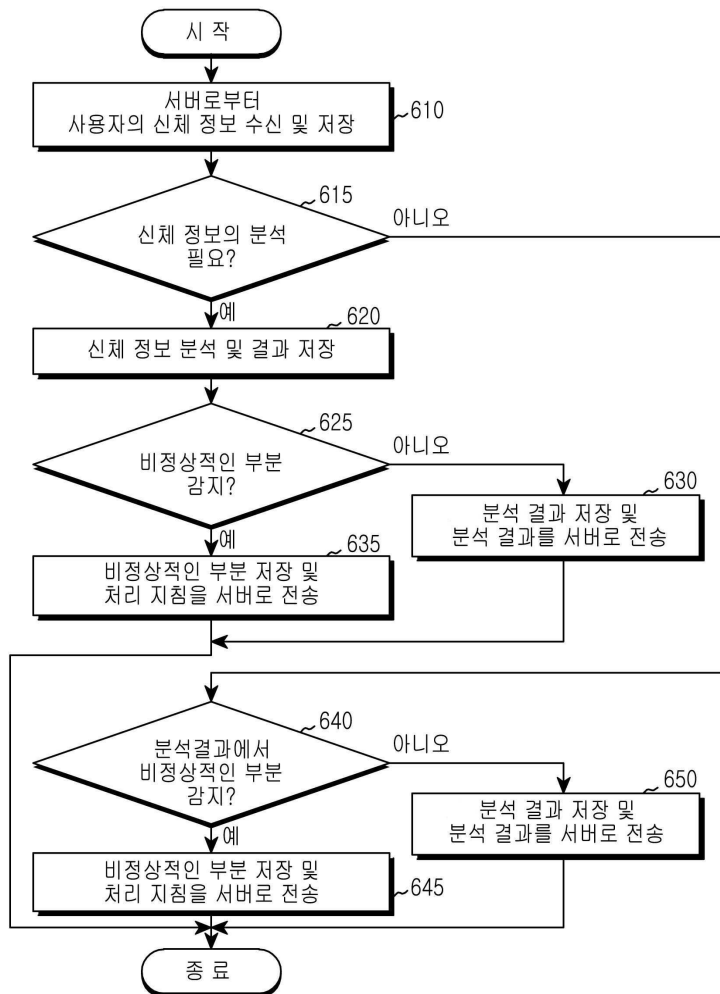 시 작
서버로부터
사용자의 신체 정보 수신 및 저장
610
615
신체 정보의 분석
필요?
아니오
예
620
신체 정보 분석 및 결과 저장
625
비정상적인 부분
감지?
아니오
630
분석 결과 저장 및
분석 결과를 서버로 전송
예
635
비정상적인 부분 저장 및
처리 지침을 서버로 전송
640
분석결과에서
비정상적인 부분
감지?
아니오
650
분석 결과 저장 및
분석 결과를 서버로 전송
예
비정상적인 부분 저장 및
처리 지침을 서버로 전송
645
종 료